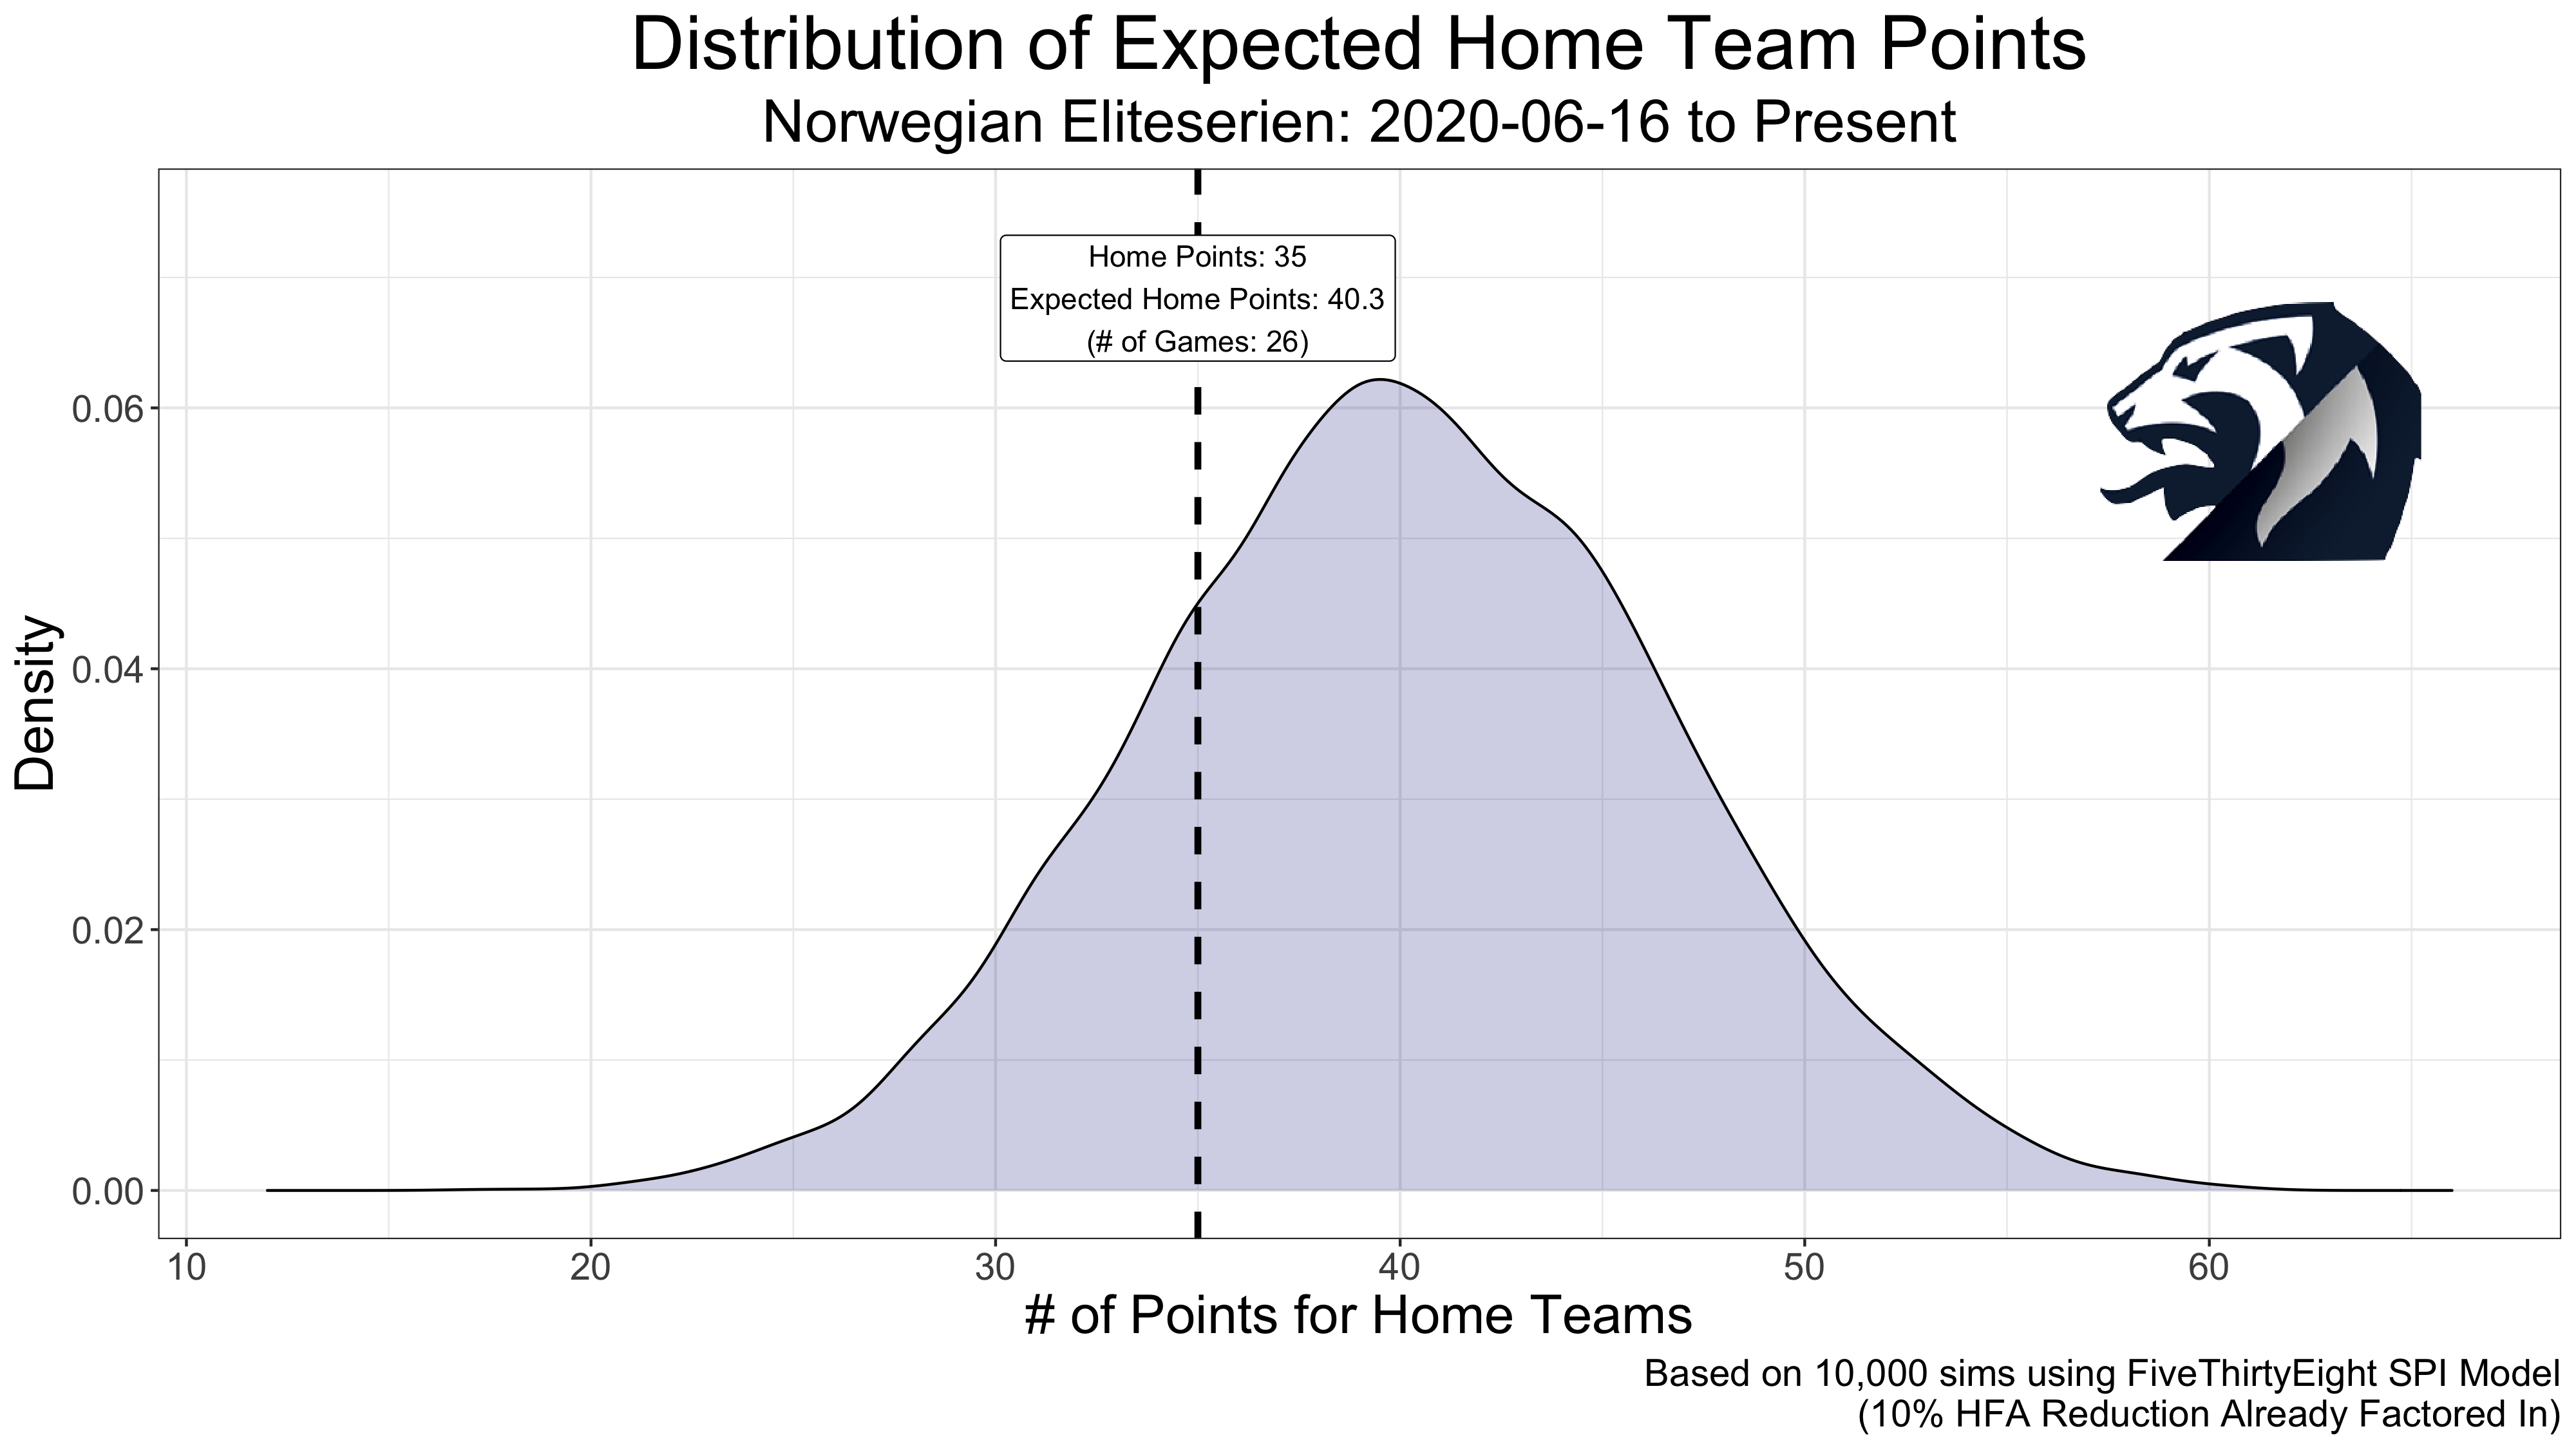 Distribution of Expected Home Team Points
Norwegian Eliteserien: 2020-06-16 to Present
Home Points: 35
Expected Home Points: 40.3
(# of Games: 26)
Density
0.06
0.04
0.02
0.00
10 20 30 40 50 60
# of Points for Home Teams
Based on 10,000 sims using FiveThirtyEight SPI Model
(10% HFA Reduction Already Factored In)